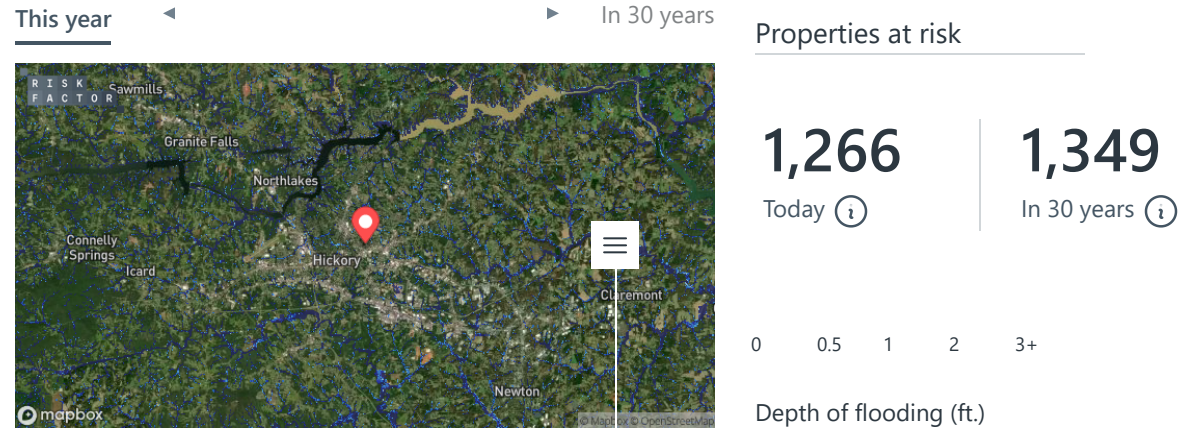 This year
In 30 years
RISK
FACTOR
Sawmills
Granite Falls
Northlakes
Connelly
Springs
Icard
Hickory
Claremont
Newton
mapbox
© Mapbox © OpenStreetMap
Properties at risk
1,266
Today
1,349
In 30 years
0 0.5 1 2 3+
Depth of flooding (ft.)